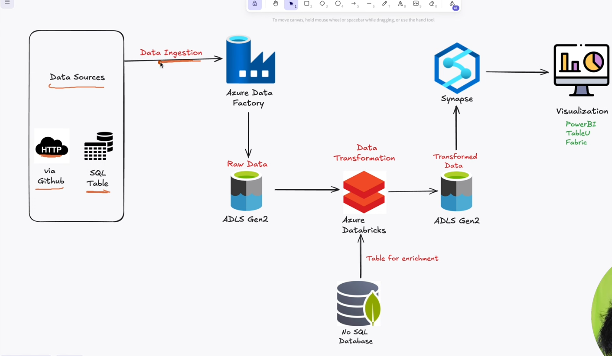 To move canvas, hold mouse wheel or spacebar while dragging, or use the hand tool
Data Sources
HTTP
via
Github
SQL
Table
Data Ingestion
Azure Data
Factory
Raw Data
ADLS Gen2
Data
Transformation
Azure
Databricks
Table for enrichment
No SQL
Database
Transformed
Data
ADLS Gen2
Synapse
Visualization
PowerBI
TableU
Fabric